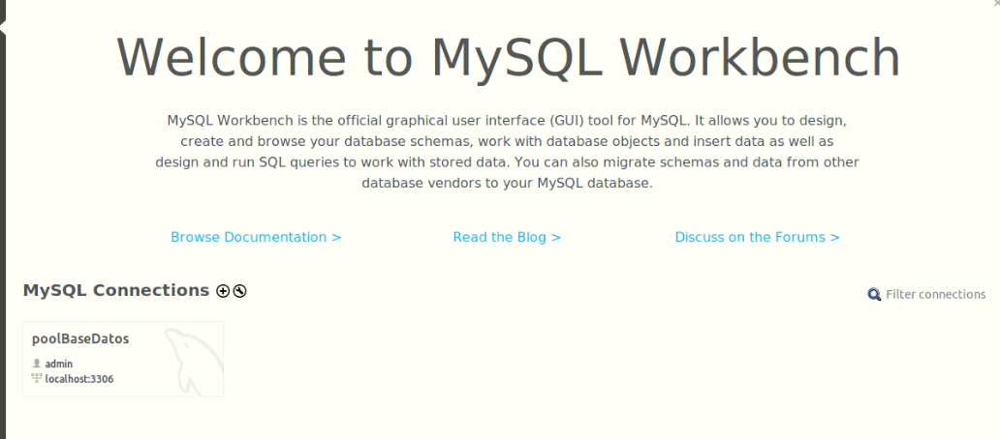 Welcome to MySQL Workbench
MySQL Workbench is the official graphical user interface (GUI) tool for MySQL. It allows you to design,
create and browse your database schemas, work with database objects and insert data as well as
design and run SQL queries to work with stored data. You can also migrate schemas and data from other
database vendors to your MySQL database.
Browse Documentation >
Read the Blog >
Discuss on the Forums >
MySQL Connections
Filter connections
poolBaseDatos
admin
localhost:3306